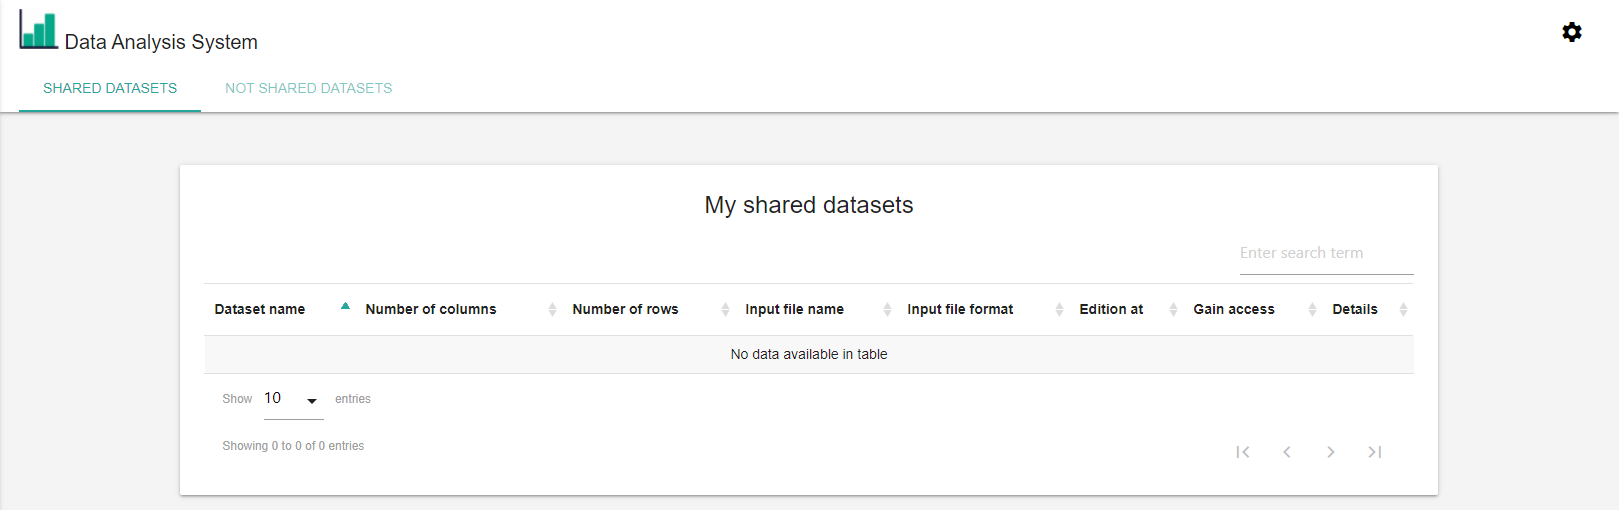 Data Analysis System
SHARED DATASETS NOT SHARED DATASETS
My shared datasets
Enter search term
Dataset name Number of columns Number of rows Input file name Input file format Edition at Gain access Details
No data available in table
Show 10 entries
Showing 0 to 0 of 0 entries